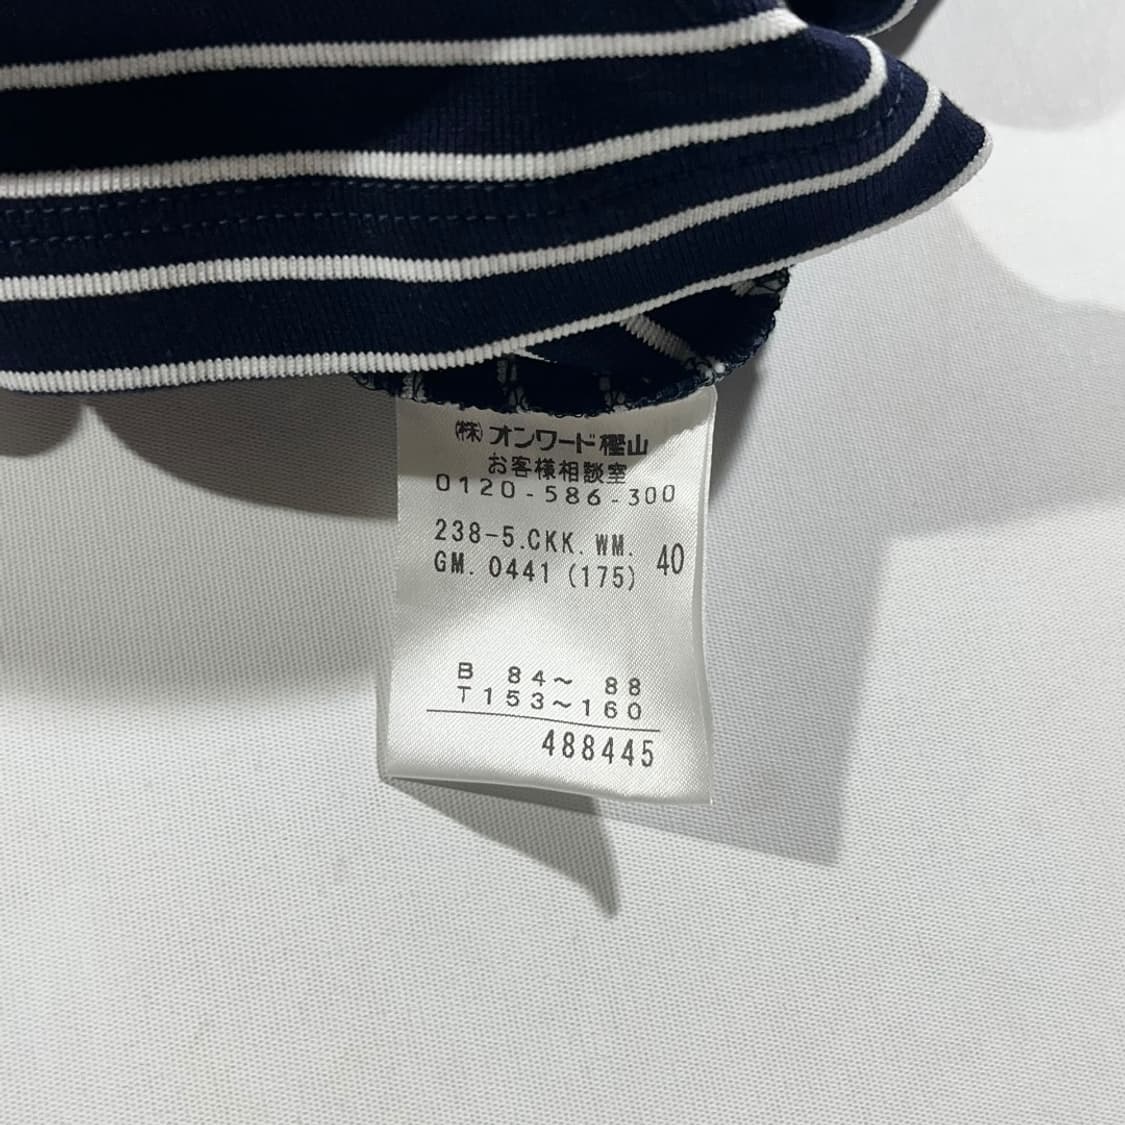 ㈱オンワード樫山
お客様相談室
0120-586-300
238-5.CKK.WM. 40
GM.0441(175)
B 84～ 88
T153～160
488445